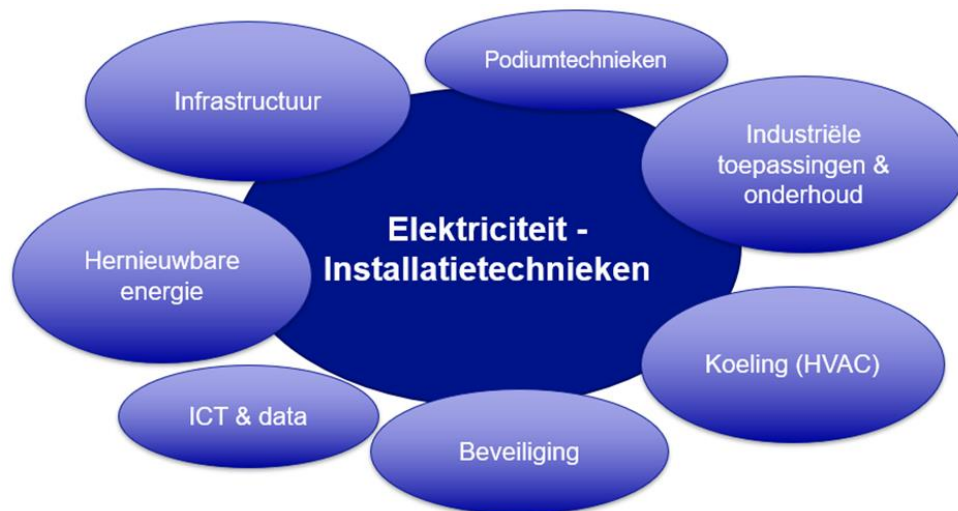 Podiumtechnieken
Infrastructuur
Industriële
toepassingen &
onderhoud
Elektriciteit -
Installatietechnieken
Hernieuwbare
energie
Koeling (HVAC)
ICT & data
Beveiliging